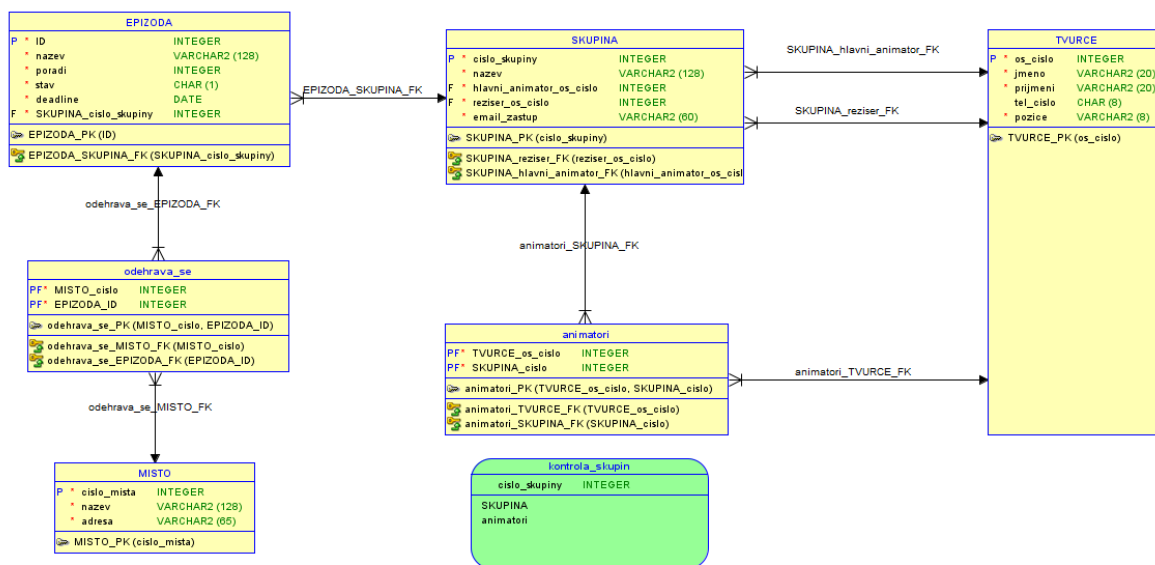 EPIZODA
P * ID INTEGER
* nazev VARCHAR2 (128)
* poradi INTEGER
* stav CHAR (1)
* deadline DATE
F * SKUPINA_cislo_skupiny INTEGER
EPIZODA_PK (ID)
EPIZODA_SKUPINA_FK (SKUPINA_cislo_skupiny)
EPIZODA_SKUPINA_FK
SKUPINA
P * cislo_skupiny INTEGER
* nazev VARCHAR2 (128)
F * hlavni_animator_os_cislo INTEGER
F * reziser_os_cislo INTEGER
* email_zastup VARCHAR2 (60)
SKUPINA_PK (cislo_skupiny)
SKUPINA_reziser_FK (reziser_os_cislo)
SKUPINA_hlavni_animator_FK (hlavni_animator_os_cisl
SKUPINA_hlavni_animator_FK
SKUPINA_reziser_FK
TVURCE
P * os_cislo INTEGER
* jmeno VARCHAR2 (20)
* prijmeni VARCHAR2 (20)
tel_cislo CHAR (8)
* pozice VARCHAR2 (8)
TVURCE_PK (os_cislo)
odehrava_se_EPIZODA_FK
animatori_SKUPINA_FK
odehrava_se
PF* MISTO_cislo INTEGER
PF* EPIZODA_ID INTEGER
odehrava_se_PK (MISTO_cislo, EPIZODA_ID)
odehrava_se_MISTO_FK (MISTO_cislo)
odehrava_se_EPIZODA_FK (EPIZODA_ID)
animatori
PF* TVURCE_os_cislo INTEGER
PF* SKUPINA_cislo INTEGER
animatori_PK (TVURCE_os_cislo, SKUPINA_cislo)
animatori_TVURCE_FK (TVURCE_os_cislo)
animatori_SKUPINA_FK (SKUPINA_cislo)
animatori_TVURCE_FK
odehrava_se_MISTO_FK
MISTO
P * cislo_mista INTEGER
* nazev VARCHAR2 (128)
* adresa VARCHAR2 (65)
MISTO_PK (cislo_mista)
kontrola_skupin
cislo_skupiny INTEGER
SKUPINA
animatori